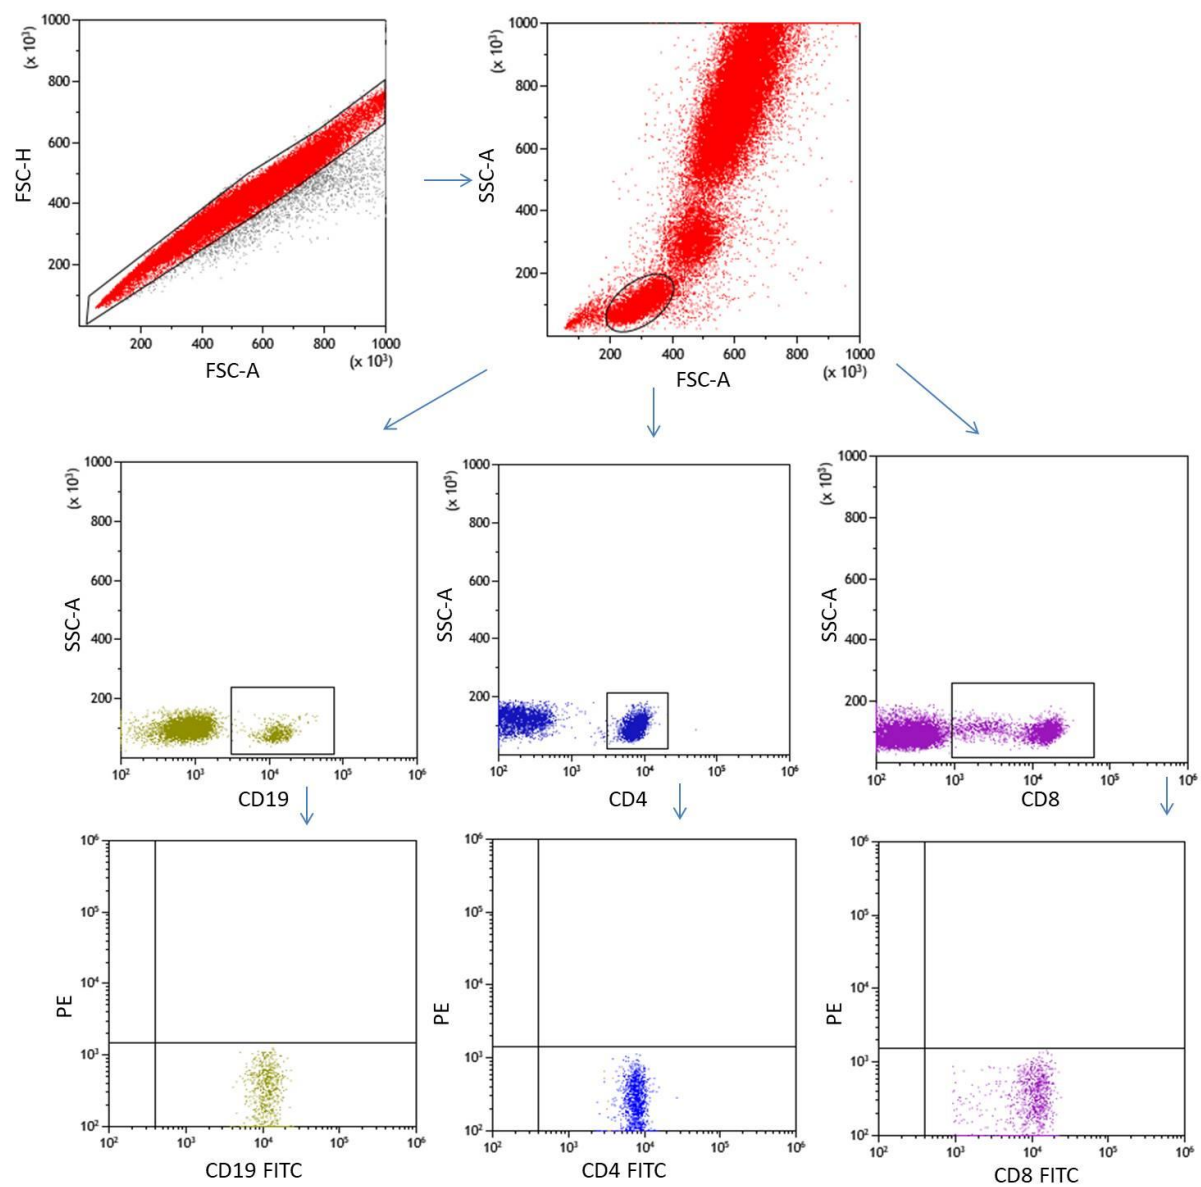 1000
(x 10³)
800
600
400
200
FSC-H
200 400 600 800 1000
(x 10³)
FSC-A
1000
(x 10³)
800
600
400
200
SSC-A
200 400 600 800 1000
(x 10³)
FSC-A
1000
(x 10³)
800
600
400
200
SSC-A
10² 10³ 10⁴ 10⁵ 10⁶
CD19
1000
(x 10³)
800
600
400
200
SSC-A
10² 10³ 10⁴ 10⁵ 10⁶
CD4
1000
(x 10³)
800
600
400
200
SSC-A
10² 10³ 10⁴ 10⁵ 10⁶
CD8
10⁶
10⁵
10⁴
10³
10²
PE
10² 10³ 10⁴ 10⁵ 10⁶
CD19 FITC
10⁶
10⁵
10⁴
10³
10²
PE
10² 10³ 10⁴ 10⁵ 10⁶
CD4 FITC
10⁶
10⁵
10⁴
10³
10²
PE
10² 10³ 10⁴ 10⁵ 10⁶
CD8 FITC